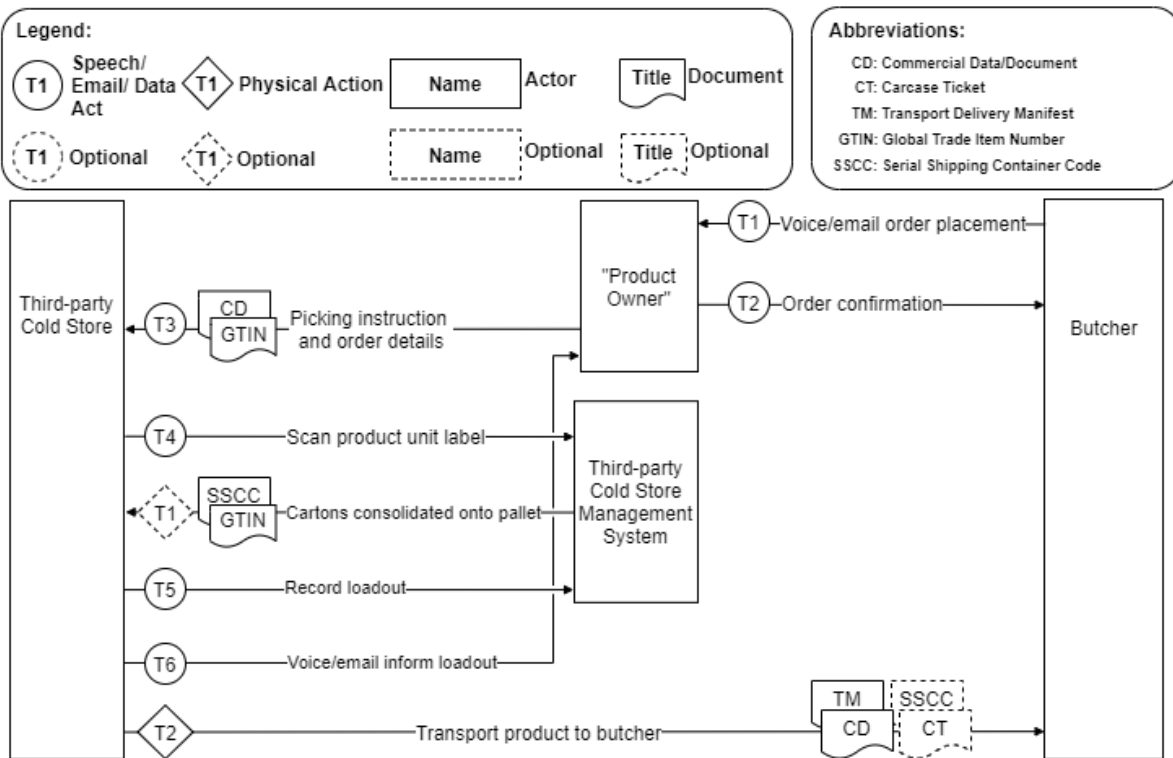 Legend:
T1
Speech/
Email/ Data
Act
T1
Physical Action
Name
Actor
Title
Document
T1
Optional
T1
Optional
Name
Optional
Title
Optional
Abbreviations:
CD: Commercial Data/Document
CT: Carcase Ticket
TM: Transport Delivery Manifest
GTIN: Global Trade Item Number
SSCC: Serial Shipping Container Code
Third-party
Cold Store
"Product
Owner"
Butcher
T1
Voice/email order placement
T2
Order confirmation
T3
CD
GTIN
Picking instruction
and order details
T4
Scan product unit label
Third-party
Cold Store
Management
System
T1
SSCC
GTIN
Cartons consolidated onto pallet
T5
Record loadout
T6
Voice/email inform loadout
T2
Transport product to butcher
TM
SSCC
CD
CT